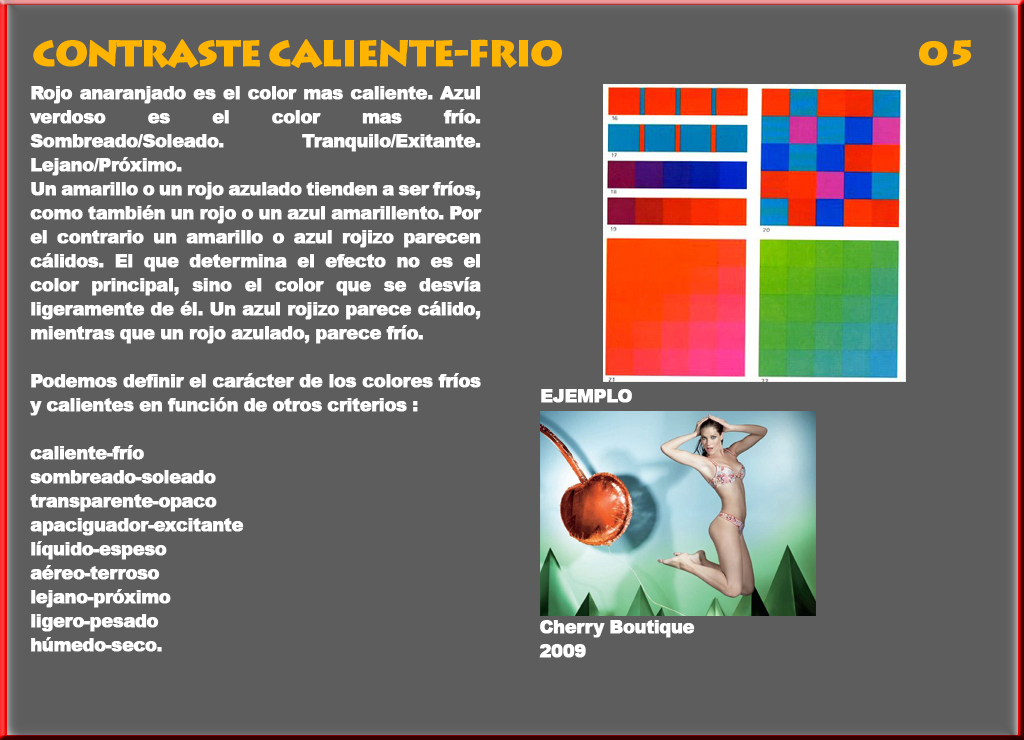 CONTRASTE CALIENTE-FRIO
05
Rojo anaranjado es el color mas caliente. Azul
verdoso es el color mas frío.
Sombreado/Soleado. Tranquilo/Exitante.
Lejano/Próximo.
Un amarillo o un rojo azulado tienden a ser fríos,
como también un rojo o un azul amarillento. Por
el contrario un amarillo o azul rojizo parecen
cálidos. El que determina el efecto no es el
color principal, sino el color que se desvía
ligeramente de él. Un azul rojizo parece cálido,
mientras que un rojo azulado, parece frío.
Podemos definir el carácter de los colores fríos
y calientes en función de otros criterios :
caliente-frío
sombreado-soleado
transparente-opaco
apaciguador-excitante
líquido-espeso
aéreo-terroso
lejano-próximo
ligero-pesado
húmedo-seco.
16
17
18
19
20
21
EJEMPLO
Cherry Boutique
2009